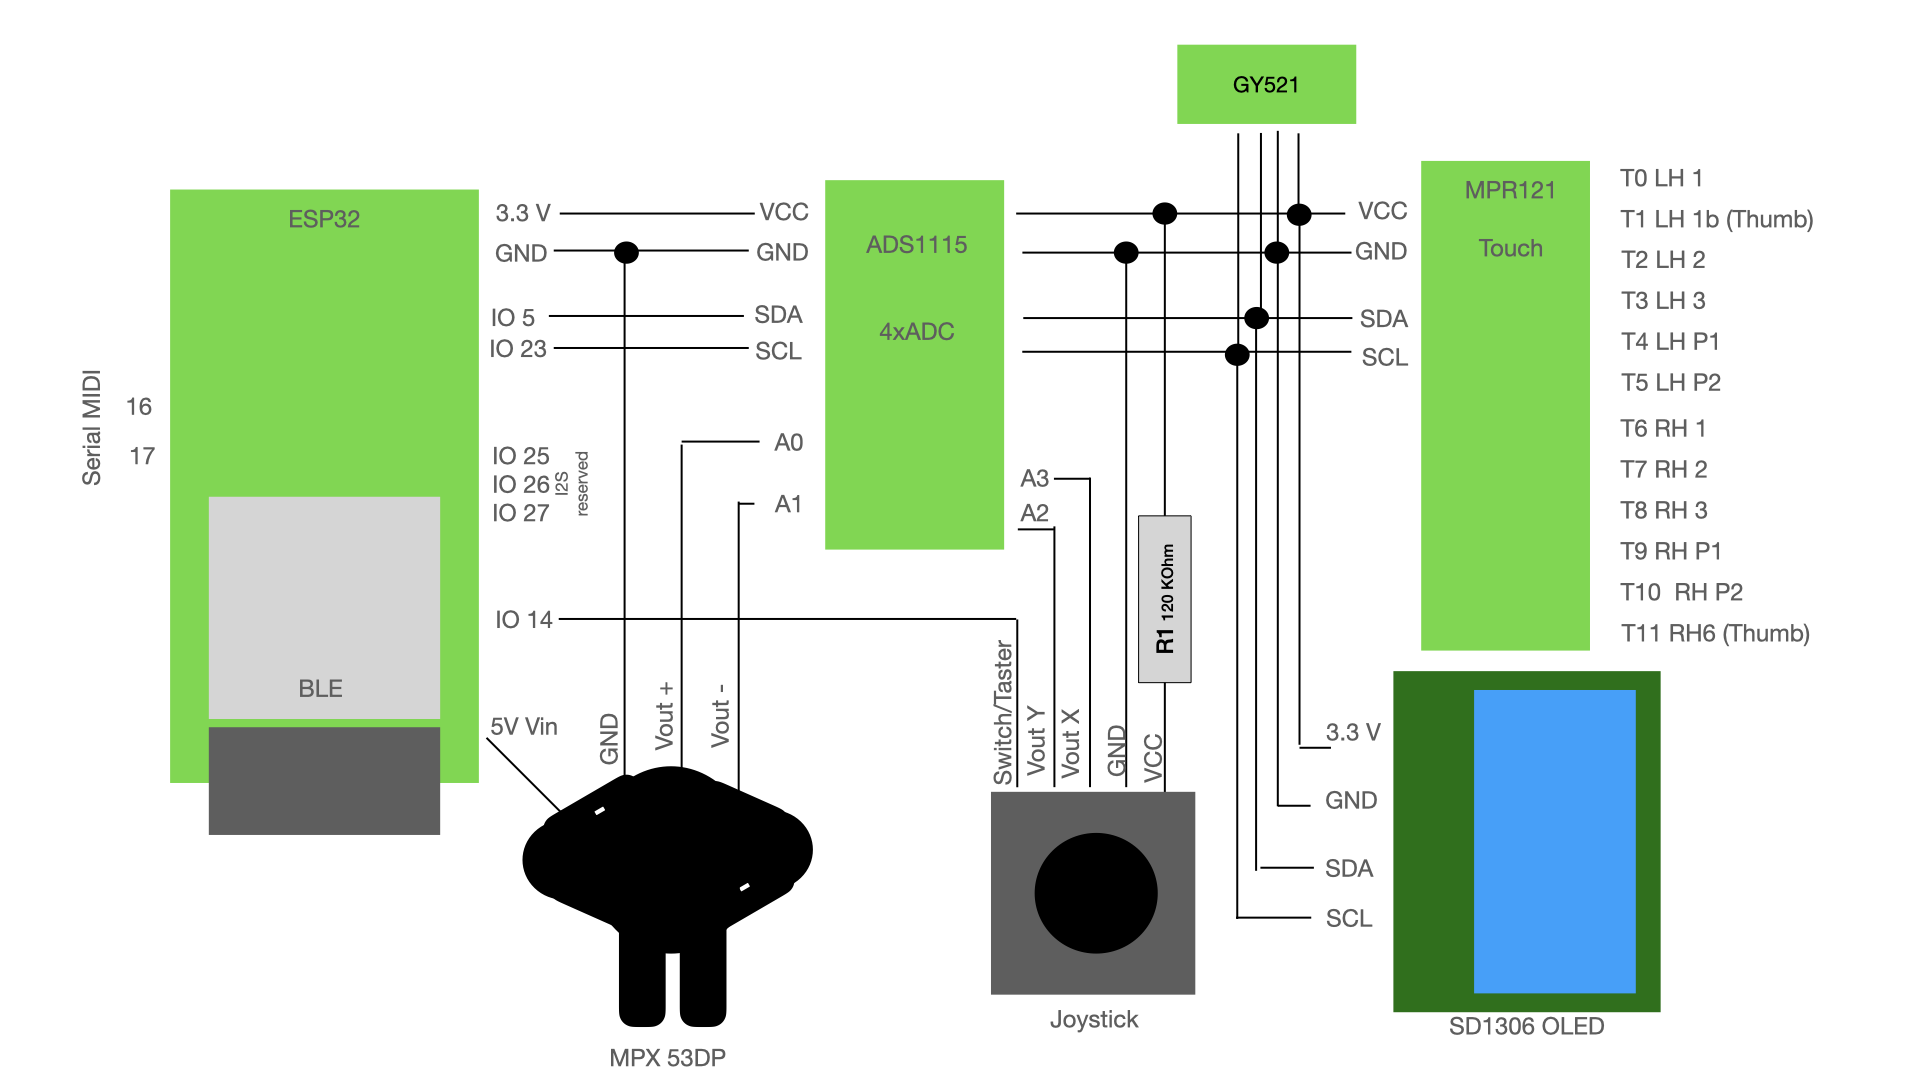 GY521
ESP32
3.3 V
GND
IO 5
IO 23
Serial MIDI
16
17
IO 25
IO 26
IO 27
I2S
reserved
IO 14
BLE
5V Vin
VCC
GND
SDA
SCL
A0
A1
ADS1115
4xADC
A3
A2
GND
Vout +
Vout -
MPX 53DP
Switch/Taster
Vout Y
Vout X
GND
VCC
R1 120 KOhm
Joystick
VCC
GND
SDA
SCL
MPR121
Touch
T0 LH 1
T1 LH 1b (Thumb)
T2 LH 2
T3 LH 3
T4 LH P1
T5 LH P2
T6 RH 1
T7 RH 2
T8 RH 3
T9 RH P1
T10 RH P2
T11 RH6 (Thumb)
3.3 V
GND
SDA
SCL
SD1306 OLED